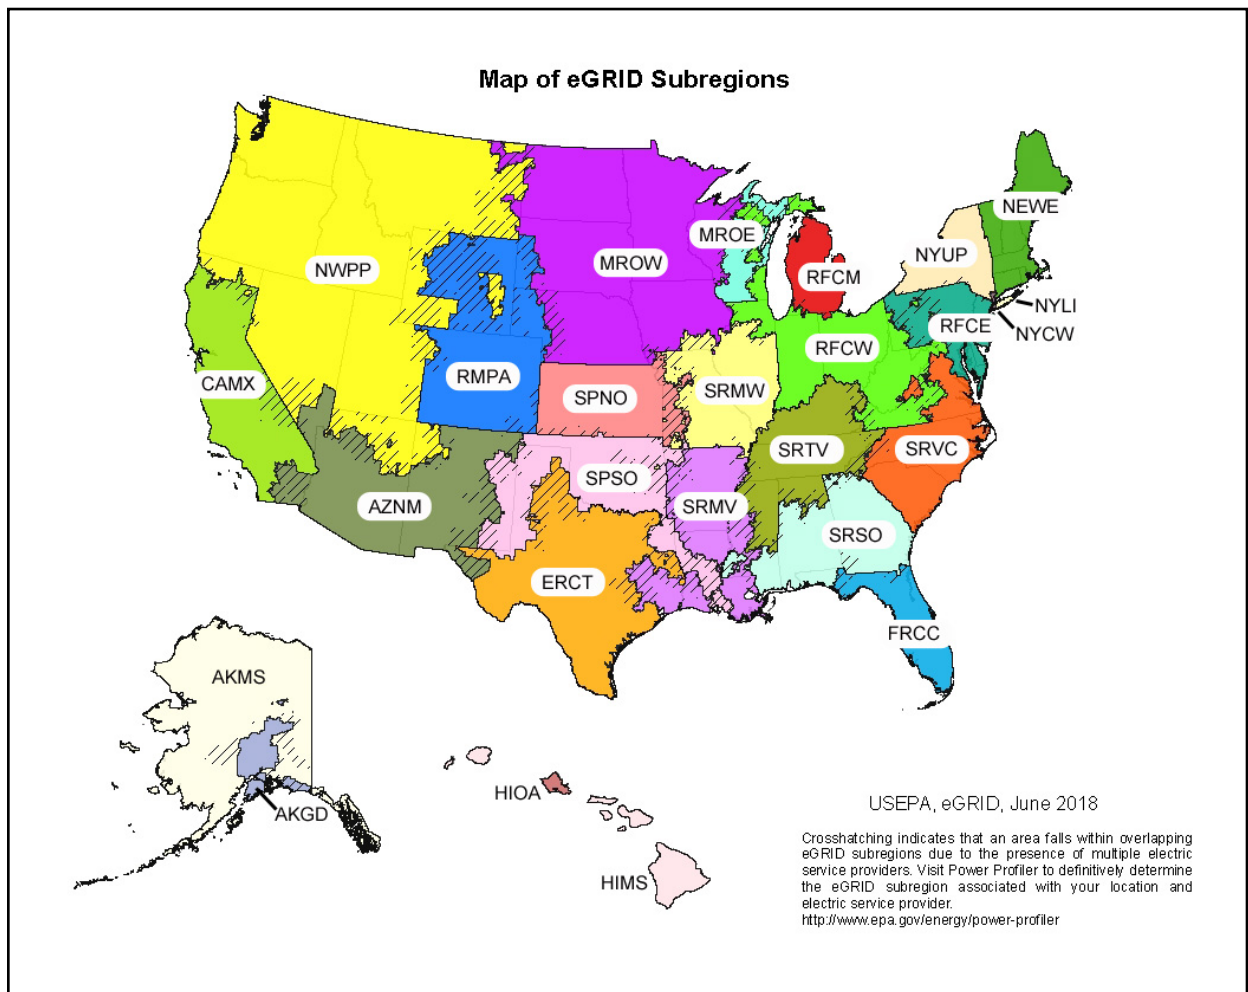 Map of eGRID Subregions
NEWE
MROE
NYUP
MROW
NWPP
RFCM
NYLI
RFCE
NYCW
RFCW
RMPA
CAMX
SRMW
SPNO
SRTV
SRVC
SPSO
AZNM
SRMV
SRSO
ERCT
FRCC
AKMS
HIOA
AKGD
HIMS
USEPA, eGRID, June 2018
Crosshatching indicates that an area falls within overlapping
eGRID subregions due to the presence of multiple electric
service providers. Visit Power Profiler to definitively determine
the eGRID subregion associated with your location and
electric service provider.
http://www.epa.gov/energy/power-profiler